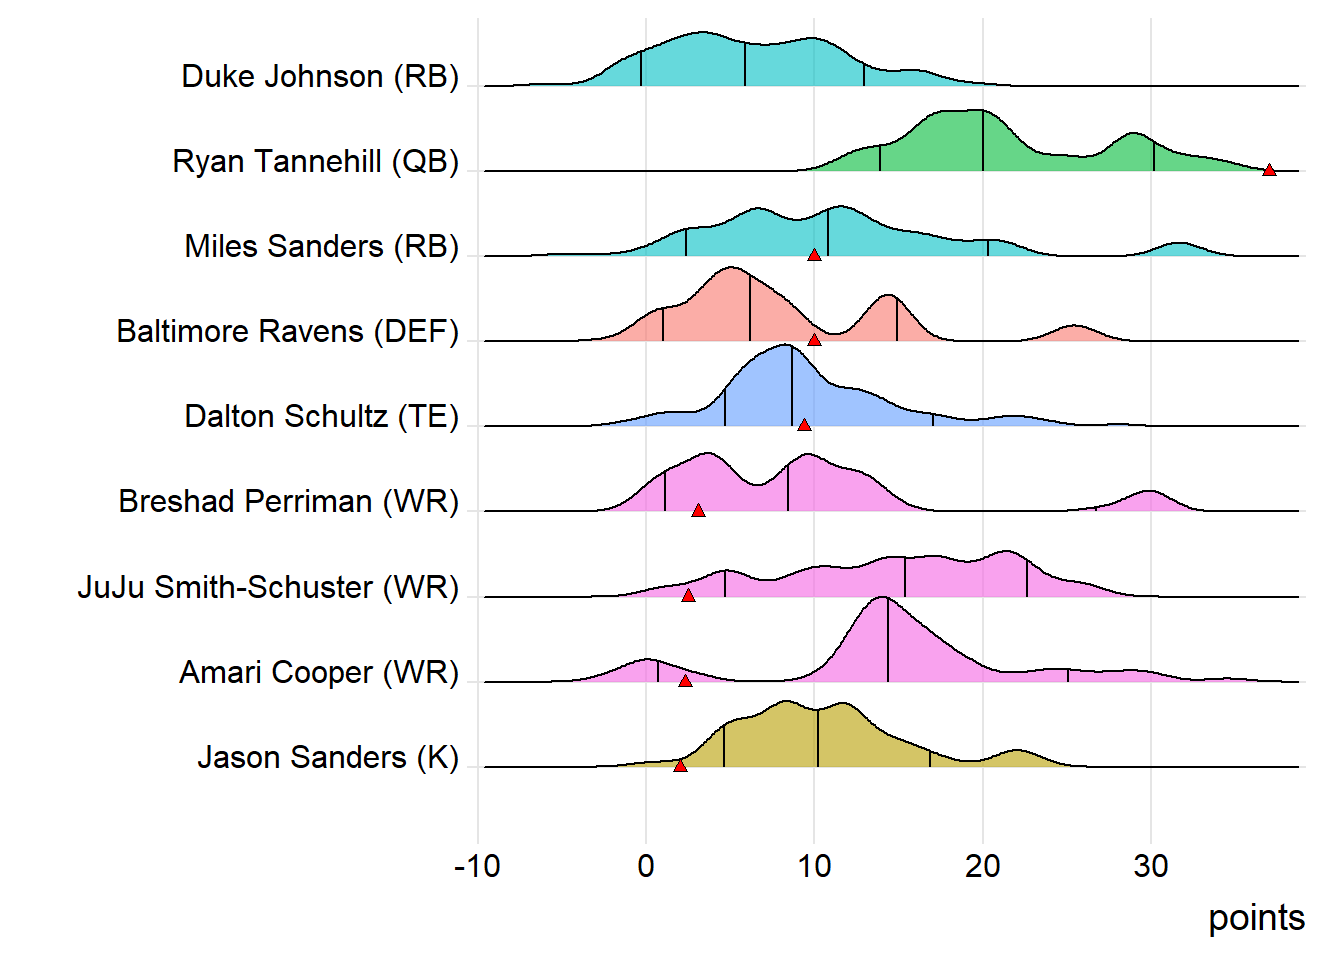 Duke Johnson (RB)
Ryan Tannehill (QB)
Miles Sanders (RB)
Baltimore Ravens (DEF)
Dalton Schultz (TE)
Breshad Perriman (WR)
JuJu Smith-Schuster (WR)
Amari Cooper (WR)
Jason Sanders (K)
-10 0 10 20 30
points